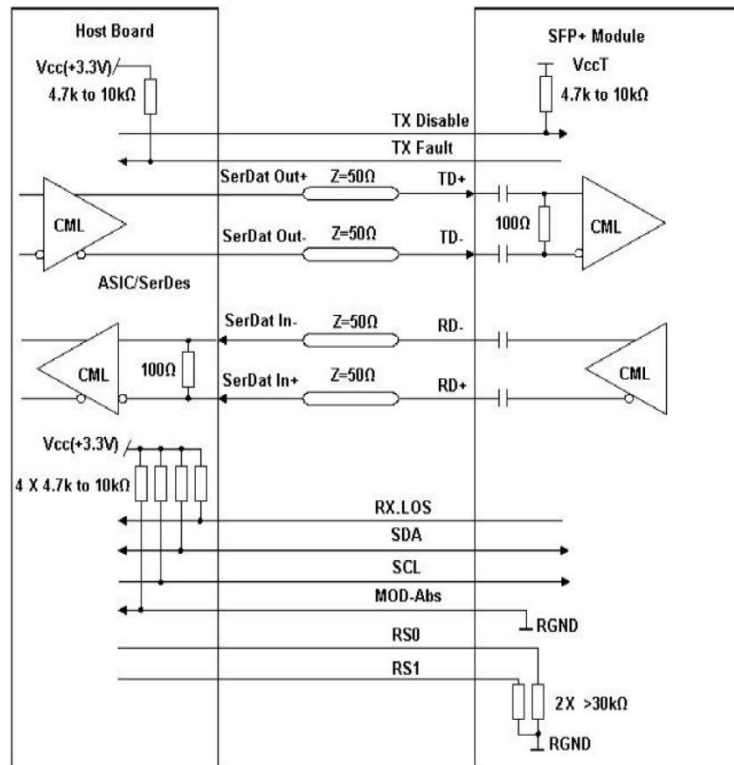 Host Board
SFP+ Module
Vcc(+3.3V)
VccT
4.7k to 10kΩ
4.7k to 10kΩ
TX Disable
TX Fault
SerDat Out+
Z=50Ω
TD+
CML
100Ω
CML
SerDat Out-
Z=50Ω
TD-
ASIC/SerDes
SerDat In-
Z=50Ω
RD-
CML
100Ω
CML
SerDat In+
Z=50Ω
RD+
Vcc(+3.3V)
4 X 4.7k to 10kΩ
RX.LOS
SDA
SCL
MOD-Abs
RGND
RS0
RS1
2 X >30kΩ
RGND